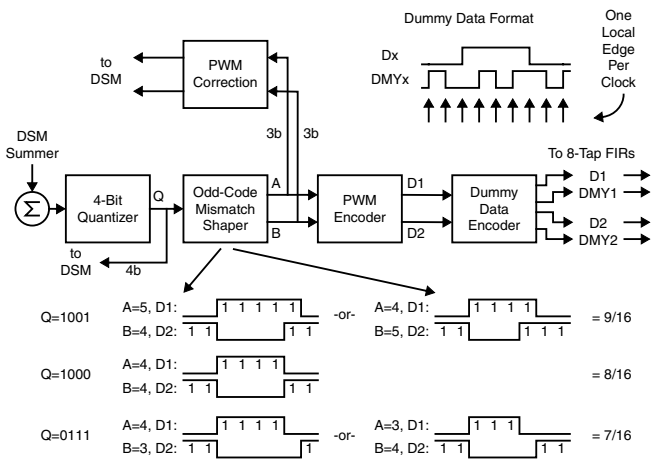 Dummy Data Format
One
Local
Edge
Per
Clock
Dx
DMYx
to
DSM
PWM
Correction
3b
3b
DSM
Summer
Σ
4-Bit
Quantizer
Q
to
DSM
4b
Odd-Code
Mismatch
Shaper
A
B
PWM
Encoder
D1
D2
Dummy
Data
Encoder
To 8-Tap FIRs
D1
DMY1
D2
DMY2
Q=1001
A=5, D1: 1 1 1 1 1
B=4, D2: 1 1 1 1
-or-
A=4, D1: 1 1 1 1
B=5, D2: 1 1 1 1 1
= 9/16
Q=1000
A=4, D1: 1 1 1 1
B=4, D2: 1 1 1 1
= 8/16
Q=0111
A=4, D1: 1 1 1 1
B=3, D2: 1 1 1
-or-
A=3, D1: 1 1 1
B=4, D2: 1 1 1 1
= 7/16